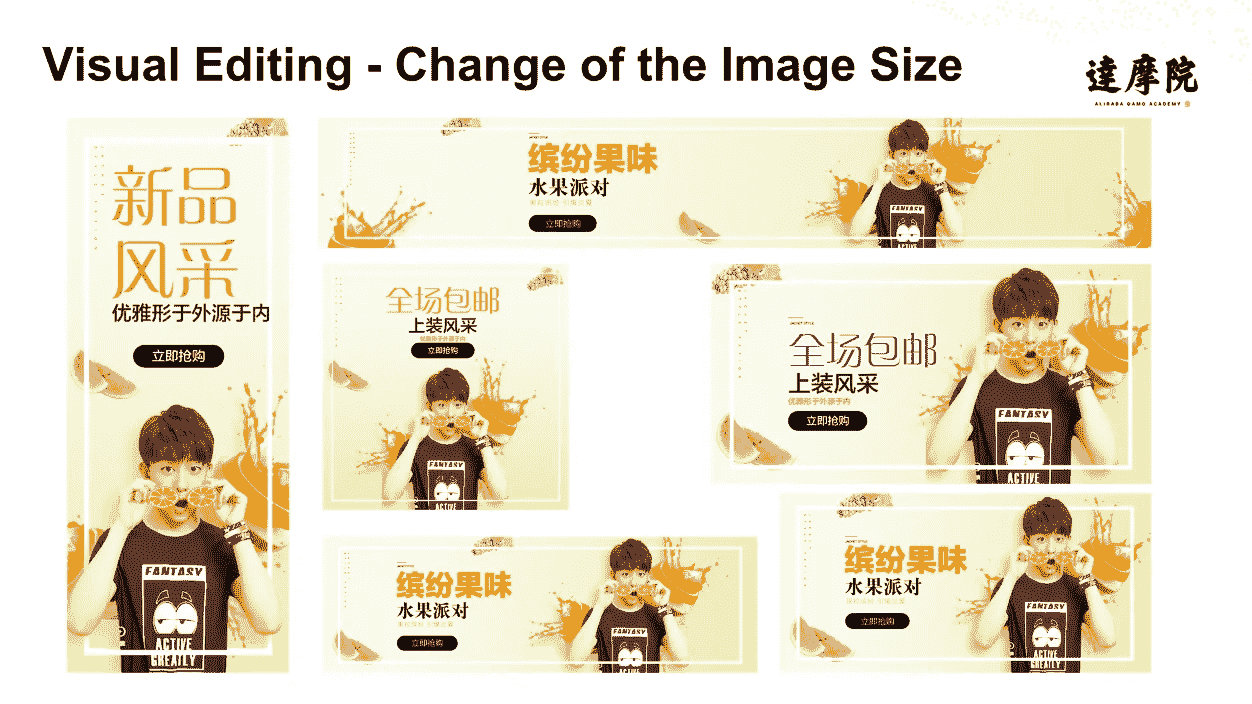 Visual Editing - Change of the Image Size
達摩院
ALIBABA DAMO ACADEMY
新品
风采
优雅形于外源于内
立即抢购
FANTASY
ACTIVE
GREATLY
缤纷果味
水果派对
立即抢购
FANTASY
ACTIVE
全场包邮
上装风采
优雅形于外源于内
立即抢购
FANTASY
ACTIVE
全场包邮
上装风采
优雅形于外源于内
立即抢购
FANTASY
缤纷果味
水果派对
立即抢购
FANTASY
缤纷果味
水果派对
立即抢购
FANTASY
ACTIVE
GREATLY